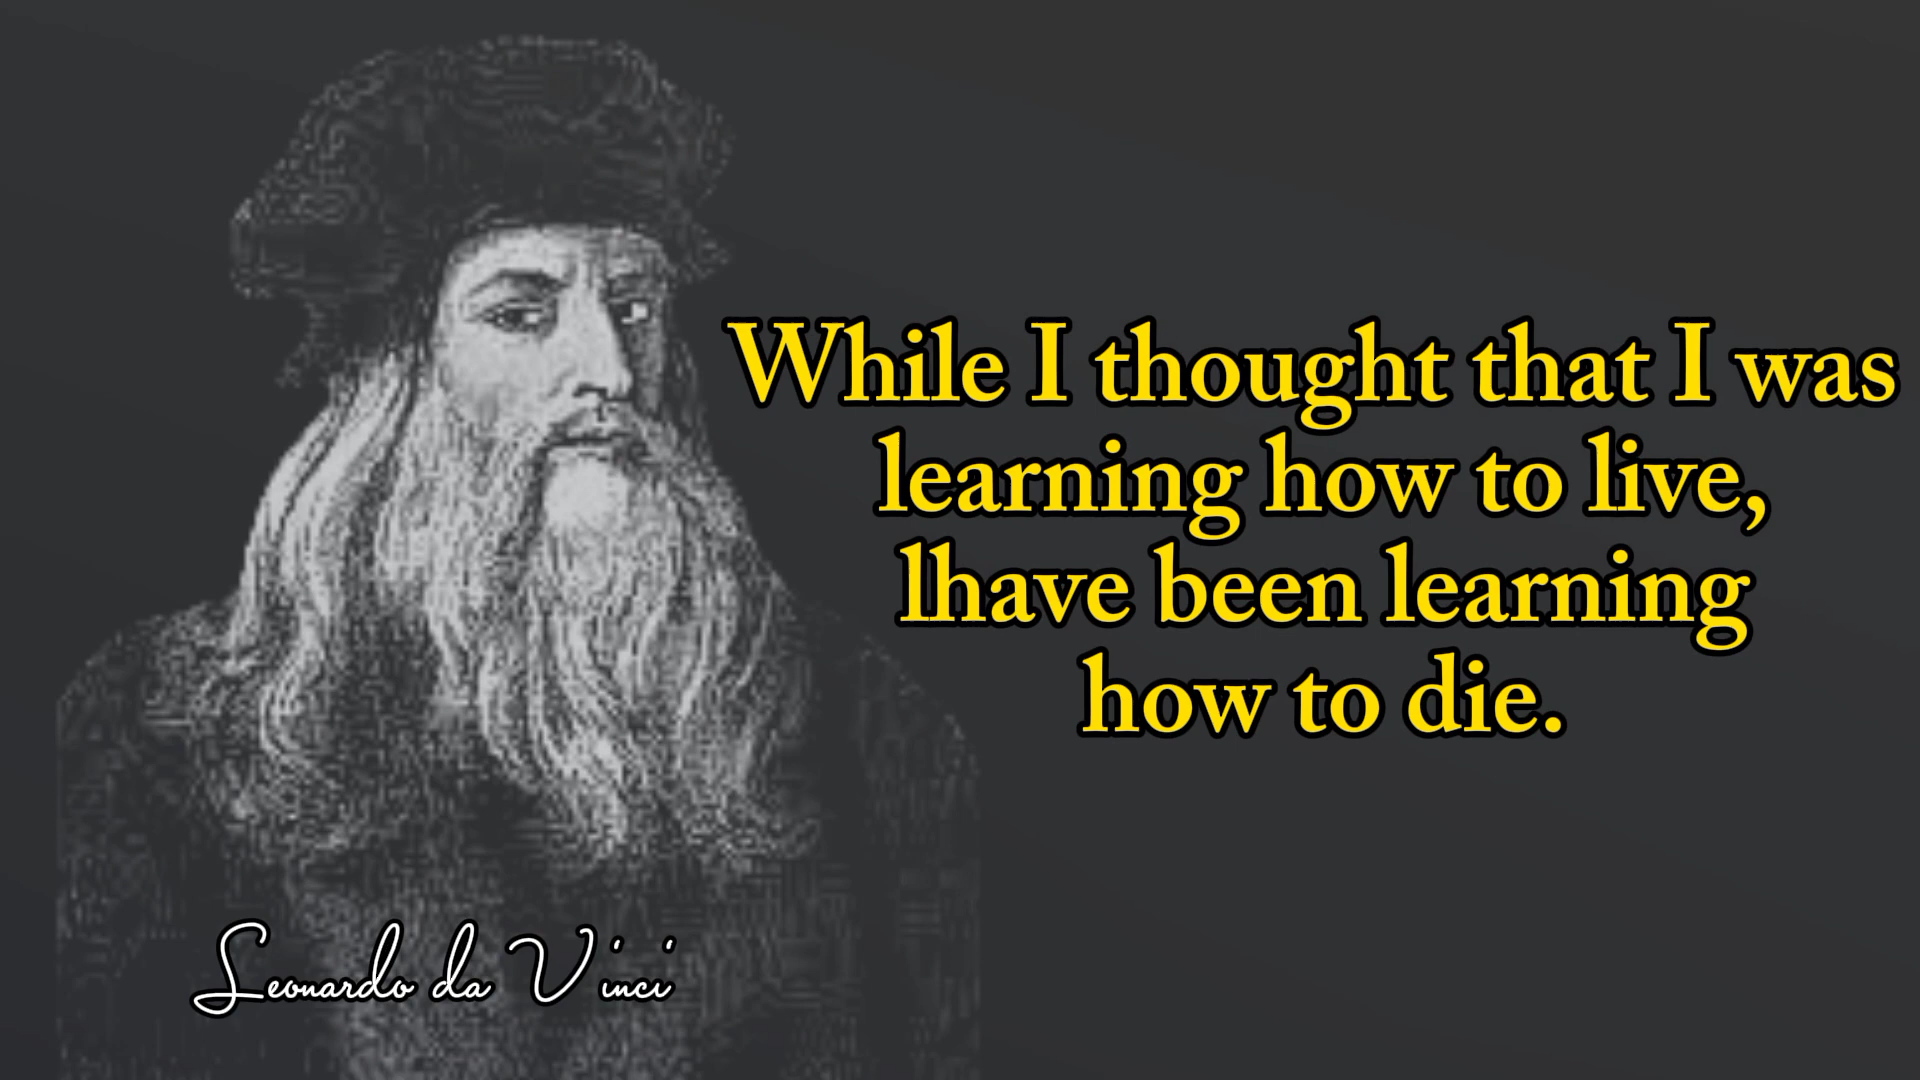 While I thought that I was
learning how to live,
lhave been learning
how to die.
Leonardo da Vinci